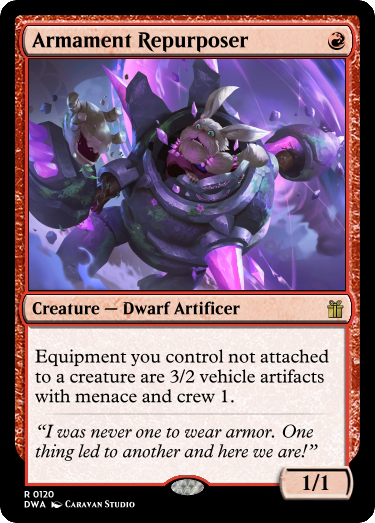 Armament Repurposer
Creature — Dwarf Artificer
Equipment you control not attached
to a creature are 3/2 vehicle artifacts
with menace and crew 1.
“I was never one to wear armor. One
thing led to another and here we are!”
1/1
R 0120
DWA Caravan Studio